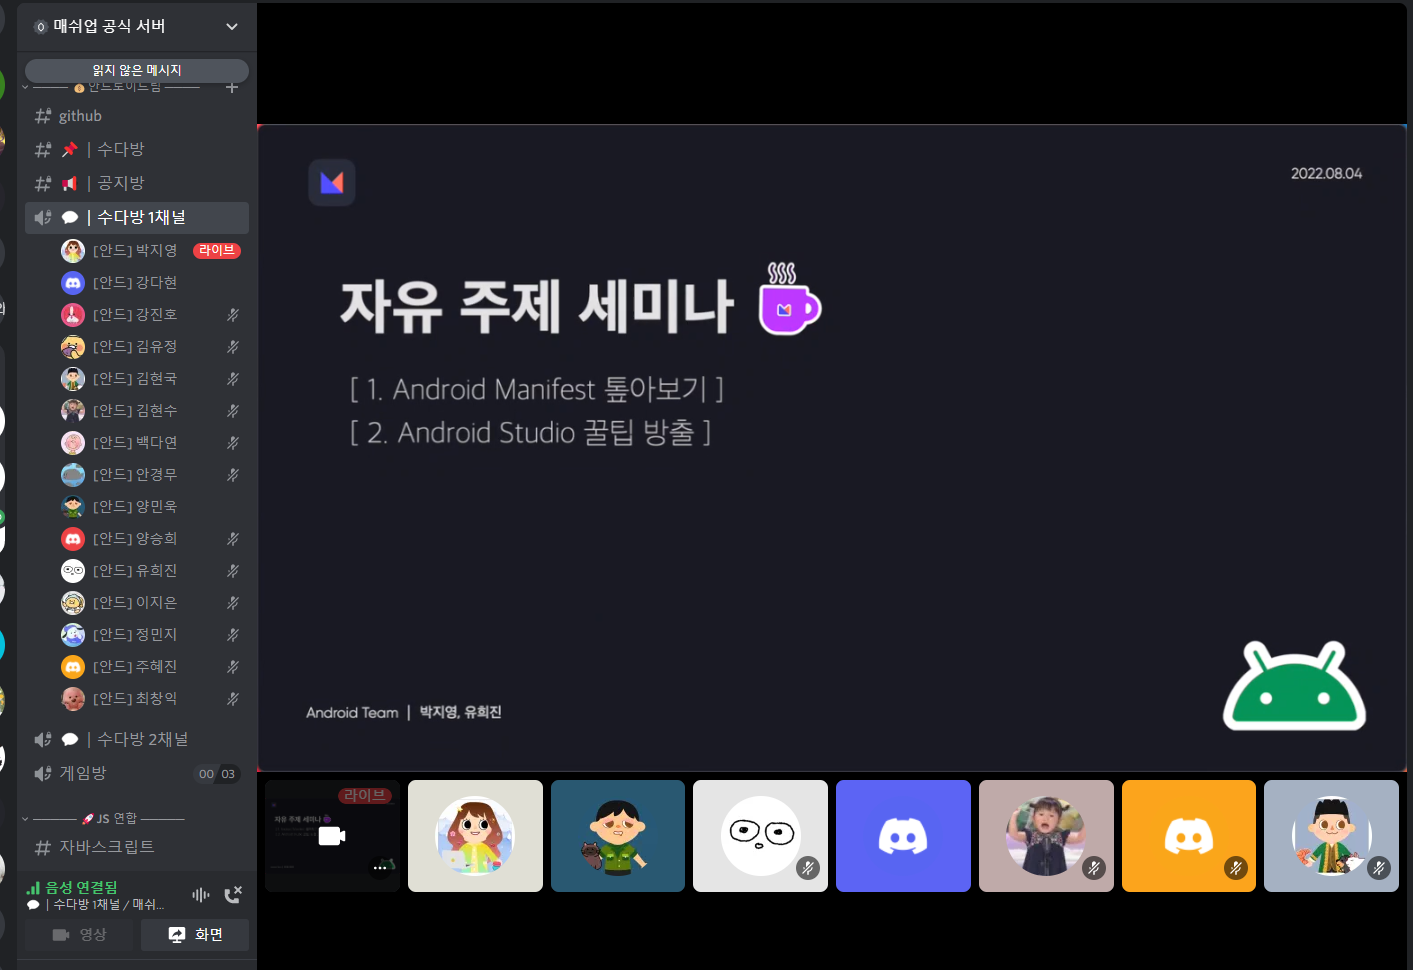 매쉬업 공식 서버
읽지 않은 메시지
안드로이드팀
github
| 수다방
| 공지방
| 수다방 1채널
[안드] 박지영 라이브
[안드] 강다현
[안드] 강진호
[안드] 김유정
[안드] 김현국
[안드] 김현수
[안드] 백다연
[안드] 안경무
[안드] 양민욱
[안드] 양승희
[안드] 유희진
[안드] 이지은
[안드] 정민지
[안드] 주혜진
[안드] 최창익
| 수다방 2채널
게임방 00 03
JS 연합
자바스크립트
음성 연결됨
| 수다방 1채널 / 매쉬...
영상
화면
2022.08.04
자유 주제 세미나
[ 1. Android Manifest 톺아보기 ]
[ 2. Android Studio 꿀팁 방출 ]
Android Team | 박지영, 유희진
라이브
자유 주제 세미나